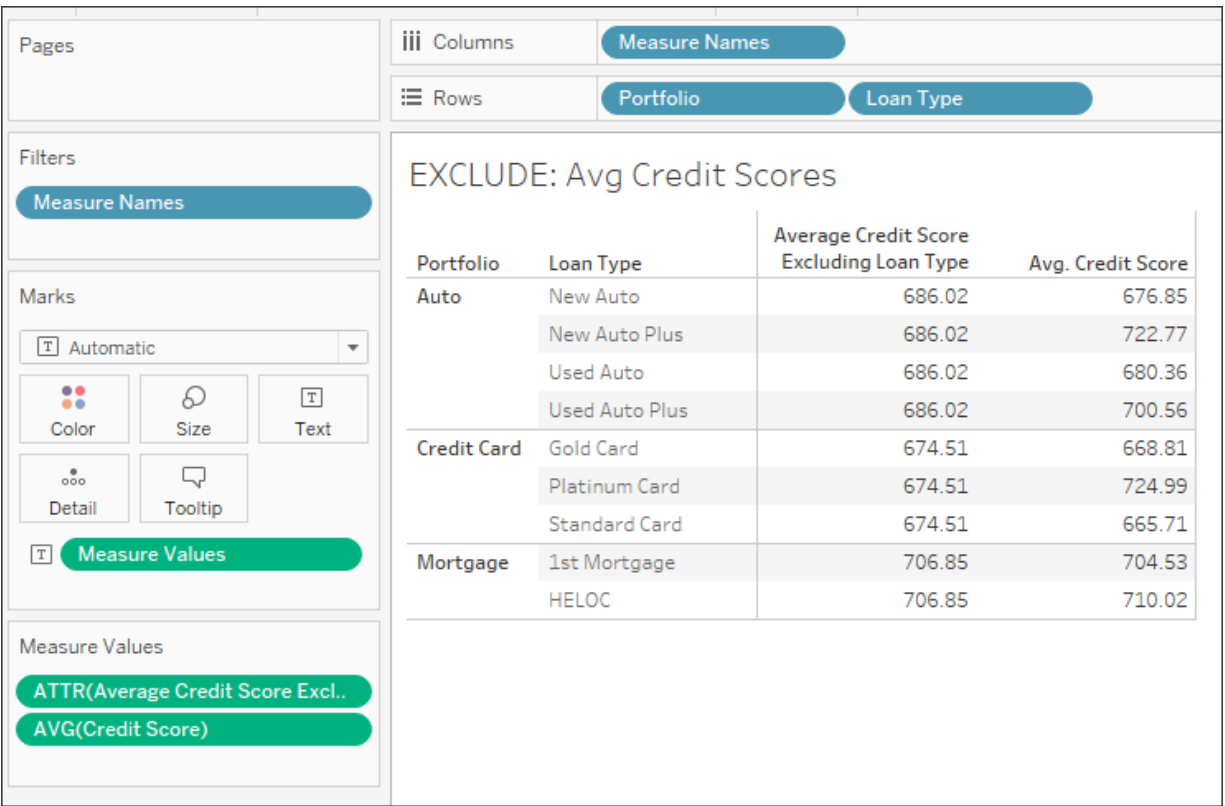 Pages
Columns Measure Names
Rows Portfolio Loan Type
Filters
Measure Names
Marks
T Automatic
Color Size T Text
Detail Tooltip
T Measure Values
Measure Values
ATTR(Average Credit Score Excl..
AVG(Credit Score)
EXCLUDE: Avg Credit Scores
Average Credit Score
Portfolio Loan Type Excluding Loan Type Avg. Credit Score
Auto New Auto 686.02 676.85
New Auto Plus 686.02 722.77
Used Auto 686.02 680.36
Used Auto Plus 686.02 700.56
Credit Card Gold Card 674.51 668.81
Platinum Card 674.51 724.99
Standard Card 674.51 665.71
Mortgage 1st Mortgage 706.85 704.53
HELOC 706.85 710.02